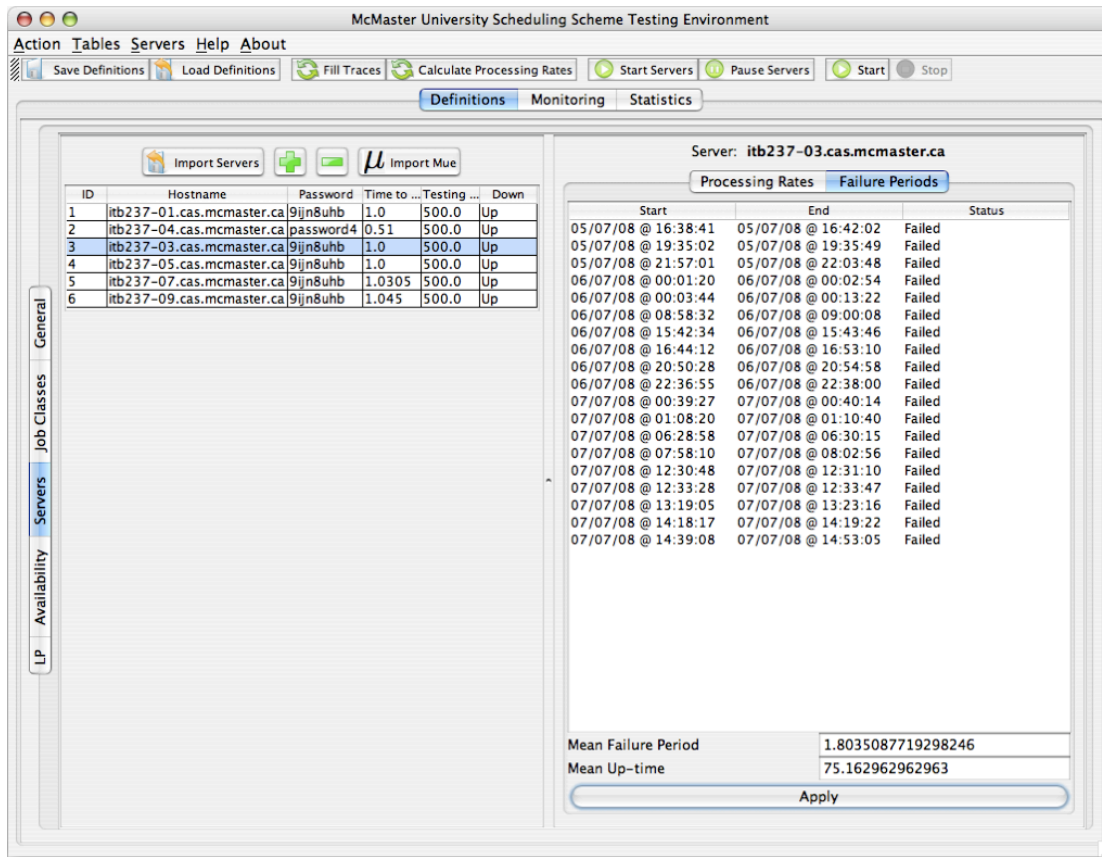 McMaster University Scheduling Scheme Testing Environment
Action Tables Servers Help About
Save Definitions Load Definitions Fill Traces Calculate Processing Rates Start Servers Pause Servers Start Stop
Definitions Monitoring Statistics
General
Job Classes
Servers
Availability
LP
Import Servers μ Import Mue
ID Hostname Password Time to ... Testing ... Down
1 itb237-01.cas.mcmaster.ca 9ijn8uhb 1.0 500.0 Up
2 itb237-04.cas.mcmaster.ca password4 0.51 500.0 Up
3 itb237-03.cas.mcmaster.ca 9ijn8uhb 1.0 500.0 Up
4 itb237-05.cas.mcmaster.ca 9ijn8uhb 1.0 500.0 Up
5 itb237-07.cas.mcmaster.ca 9ijn8uhb 1.0305 500.0 Up
6 itb237-09.cas.mcmaster.ca 9ijn8uhb 1.045 500.0 Up
Server: itb237-03.cas.mcmaster.ca
Processing Rates Failure Periods
Start End Status
05/07/08 @ 16:38:41 05/07/08 @ 16:42:02 Failed
05/07/08 @ 19:35:02 05/07/08 @ 19:35:49 Failed
05/07/08 @ 21:57:01 05/07/08 @ 22:03:48 Failed
06/07/08 @ 00:01:20 06/07/08 @ 00:02:54 Failed
06/07/08 @ 00:03:44 06/07/08 @ 00:13:22 Failed
06/07/08 @ 08:58:32 06/07/08 @ 09:00:08 Failed
06/07/08 @ 15:42:34 06/07/08 @ 15:43:46 Failed
06/07/08 @ 16:44:12 06/07/08 @ 16:53:10 Failed
06/07/08 @ 20:50:28 06/07/08 @ 20:54:58 Failed
06/07/08 @ 22:36:55 06/07/08 @ 22:38:00 Failed
07/07/08 @ 00:39:27 07/07/08 @ 00:40:14 Failed
07/07/08 @ 01:08:20 07/07/08 @ 01:10:40 Failed
07/07/08 @ 06:28:58 07/07/08 @ 06:30:15 Failed
07/07/08 @ 07:58:10 07/07/08 @ 08:02:56 Failed
07/07/08 @ 12:30:48 07/07/08 @ 12:31:10 Failed
07/07/08 @ 12:33:28 07/07/08 @ 12:33:47 Failed
07/07/08 @ 13:19:05 07/07/08 @ 13:23:16 Failed
07/07/08 @ 14:18:17 07/07/08 @ 14:19:22 Failed
07/07/08 @ 14:39:08 07/07/08 @ 14:53:05 Failed
Mean Failure Period 1.8035087719298246
Mean Up-time 75.162962962963
Apply